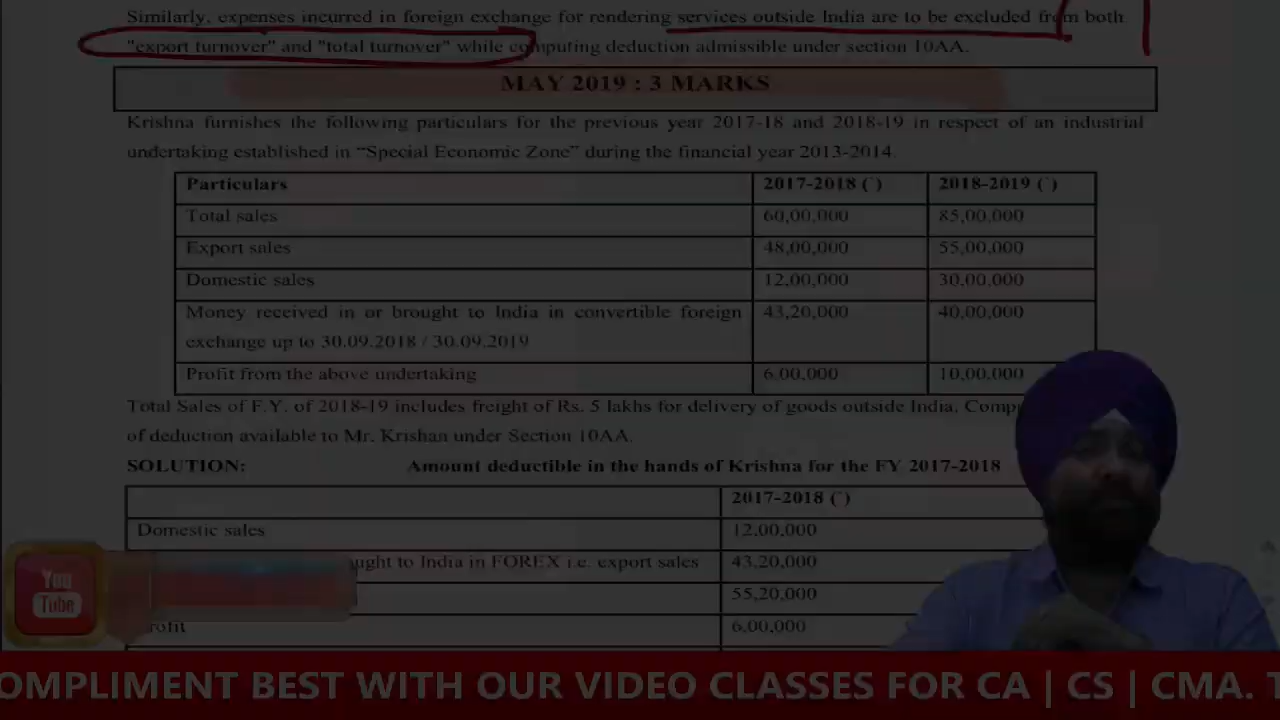 Similarly, expenses incurred in foreign exchange for rendering services outside India are to be excluded from both
"export turnover" and "total turnover" while computing deduction admissible under section 10AA.
MAY 2019 : 3 MARKS
Krishna furnishes the following particulars for the previous year 2017-18 and 2018-19 in respect of an industrial
undertaking established in “Special Economic Zone” during the financial year 2013-2014.
Particulars 2017-2018 (`) 2018-2019 (`)
Total sales 60,00,000 85,00,000
Export sales 48,00,000 55,00,000
Domestic sales 12,00,000 30,00,000
Money received in or brought to India in convertible foreign 43,20,000 40,00,000
exchange up to 30.09.2018 / 30.09.2019
Profit from the above undertaking 6,00,000 10,00,000
Total Sales of F.Y. of 2018-19 includes freight of Rs. 5 lakhs for delivery of goods outside India.
of deduction available to Mr. Krishan under Section 10AA.
SOLUTION: Amount deductible in the hands of Krishna for the FY 2017-2018
2017-2018 (`)
Domestic sales 12,00,000
to India in FOREX i.e. export sales 43,20,000
55,20,000
6,00,000
You
Tube
COMPLIMENT BEST WITH OUR VIDEO CLASSES FOR CA | CS | CMA.